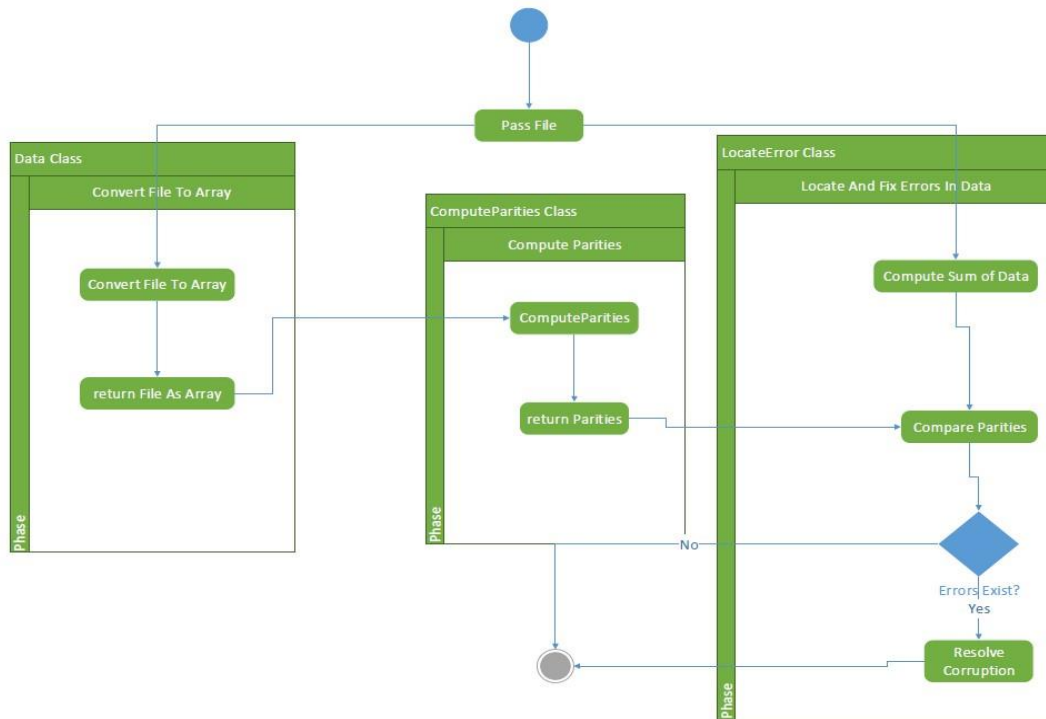 Pass File
Data Class
Convert File To Array
Convert File To Array
return File As Array
Phase
ComputeParities Class
Compute Parities
ComputeParities
return Parities
Phase
LocateError Class
Locate And Fix Errors In Data
Compute Sum of Data
Compare Parities
No
Errors Exist?
Yes
Resolve
Corruption
Phase